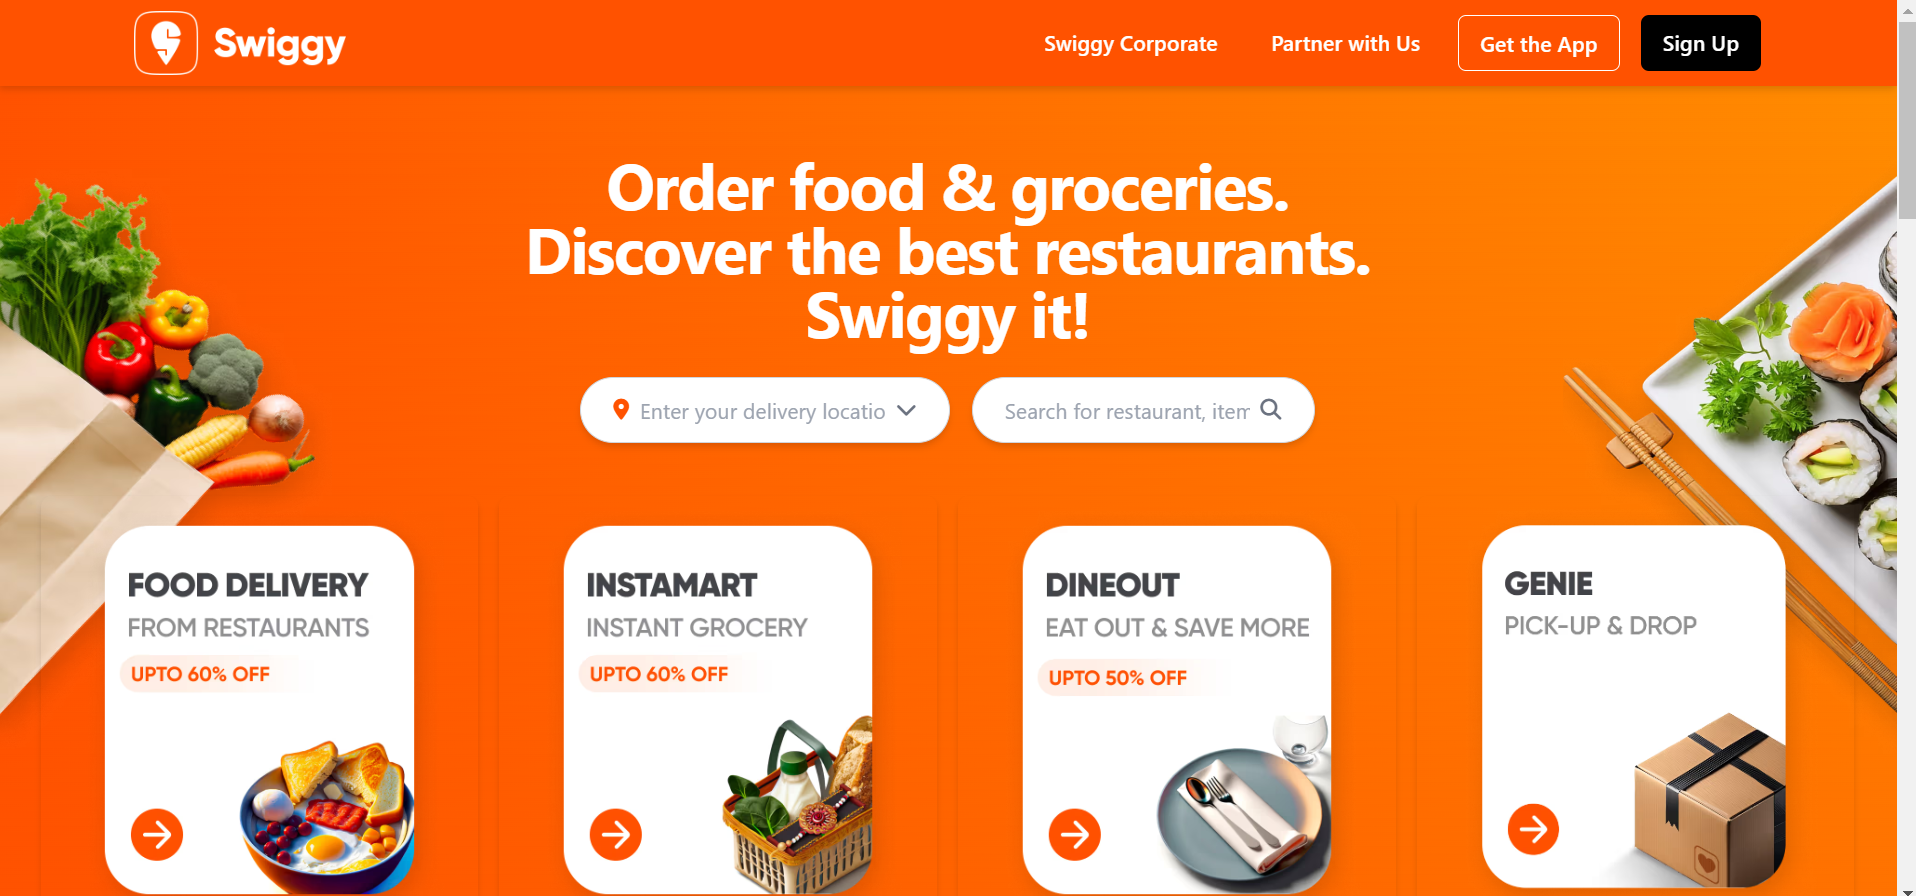 Swiggy
Swiggy Corporate
Partner with Us
Get the App
Sign Up
Order food & groceries.
Discover the best restaurants.
Swiggy it!
Enter your delivery locatio
Search for restaurant, item
FOOD DELIVERY
FROM RESTAURANTS
UPTO 60% OFF
INSTAMART
INSTANT GROCERY
UPTO 60% OFF
DINEOUT
EAT OUT & SAVE MORE
UPTO 50% OFF
GENIE
PICK-UP & DROP